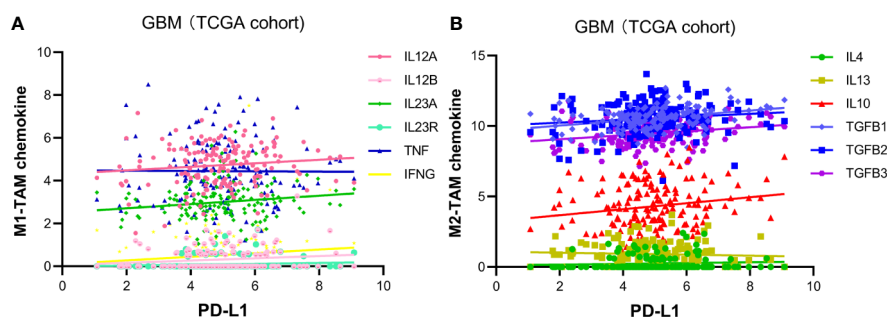 A
GBM (TCGA cohort)
M1-TAM chemokine
10
8
6
4
2
0
0
2
4
6
8
10
PD-L1
IL12A
IL12B
IL23A
IL23R
TNF
IFNG
B
GBM (TCGA cohort)
M2-TAM chemokine
15
10
5
0
0
2
4
6
8
10
PD-L1
IL4
IL13
IL10
TGFB1
TGFB2
TGFB3